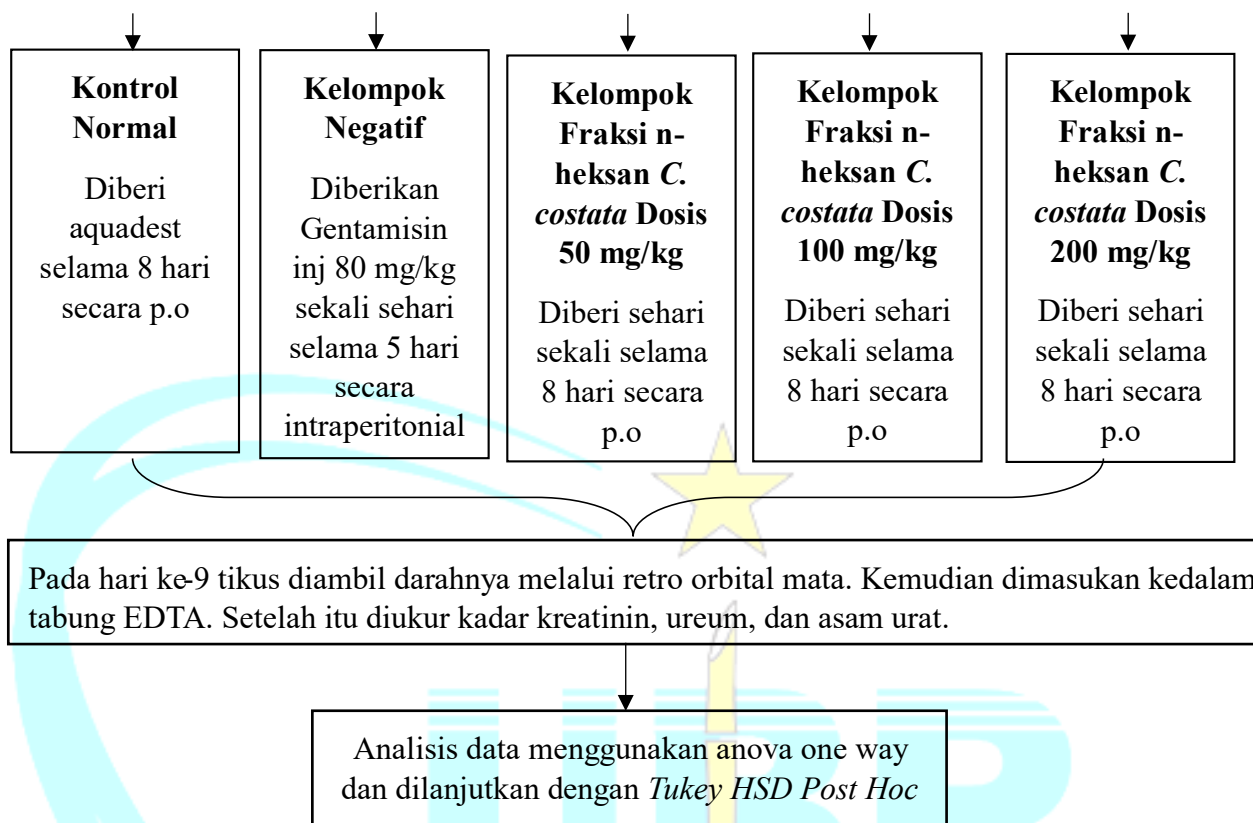 Kontrol
Normal
Diberi
aquadest
selama 8 hari
secara p.o
Kelompok
Negatif
Diberikan
Gentamisin
inj 80 mg/kg
sekali sehari
selama 5 hari
secara
intraperitonial
Kelompok
Fraksi n-
heksan C.
costata Dosis
50 mg/kg
Diberi sehari
sekali selama
8 hari secara
p.o
Kelompok
Fraksi n-
heksan C.
costata Dosis
100 mg/kg
Diberi sehari
sekali selama
8 hari secara
p.o
Kelompok
Fraksi n-
heksan C.
costata Dosis
200 mg/kg
Diberi sehari
sekali selama
8 hari secara
p.o
Pada hari ke-9 tikus diambil darahnya melalui retro orbital mata. Kemudian dimasukan kedalam
tabung EDTA. Setelah itu diukur kadar kreatinin, ureum, dan asam urat.
Analisis data menggunakan anova one way
dan dilanjutkan dengan Tukey HSD Post Hoc